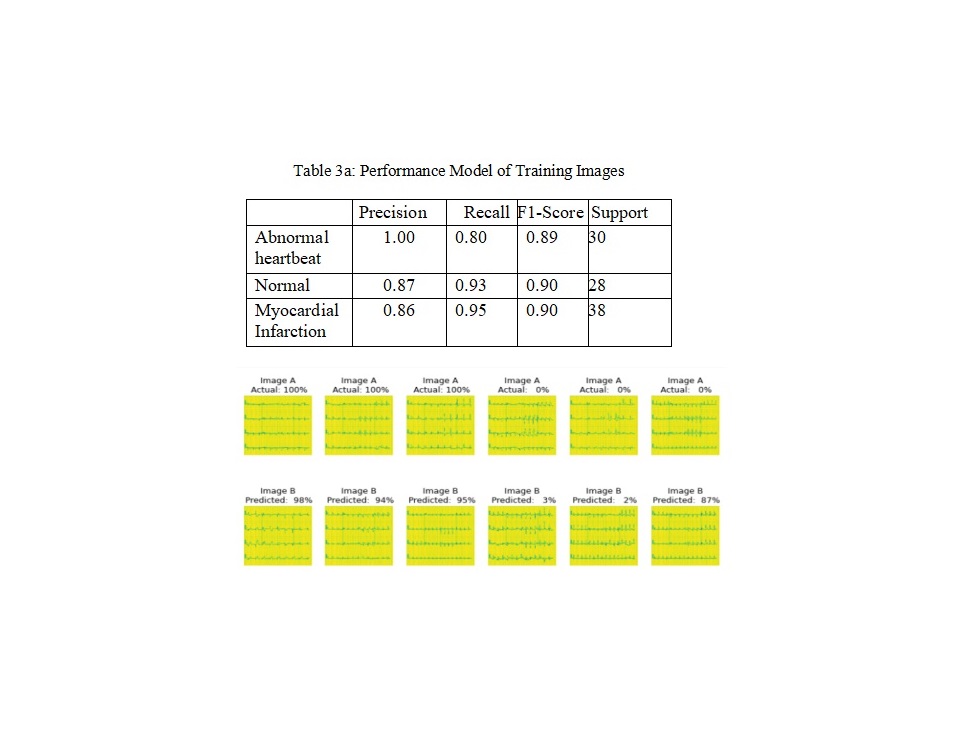 Table 3a: Performance Model of Training Images
Precision Recall F1-Score Support
Abnormal heartbeat 1.00 0.80 0.89 30
Normal 0.87 0.93 0.90 28
Myocardial Infarction 0.86 0.95 0.90 38
Image A Image A Image A Image A Image A Image A
Actual: 100% Actual: 100% Actual: 100% Actual: 0% Actual: 0% Actual: 0%
Image B Image B Image B Image B Image B Image B
Predicted: 98% Predicted: 94% Predicted: 95% Predicted: 3% Predicted: 2% Predicted: 87%